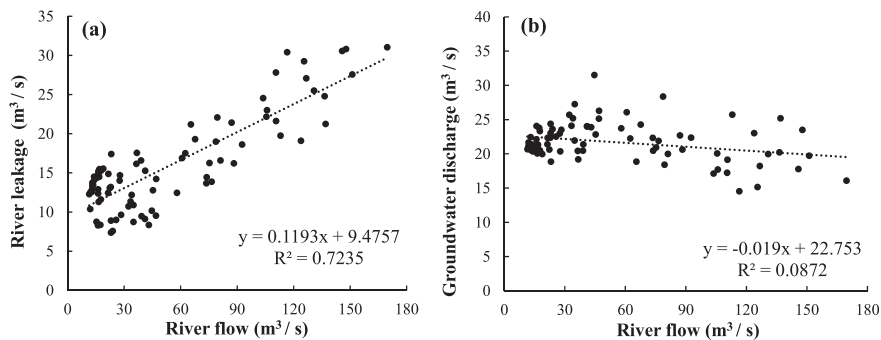 (a)
River leakage (m³ / s)
35
30
25
20
15
10
5
0
y = 0.1193x + 9.4757
R² = 0.7235
0 30 60 90 120 150 180
River flow (m³ / s)
(b)
Groundwater discharge (m³ / s)
40
35
30
25
20
15
10
5
0
y = -0.019x + 22.753
R² = 0.0872
0 30 60 90 120 150 180
River flow (m³ / s)